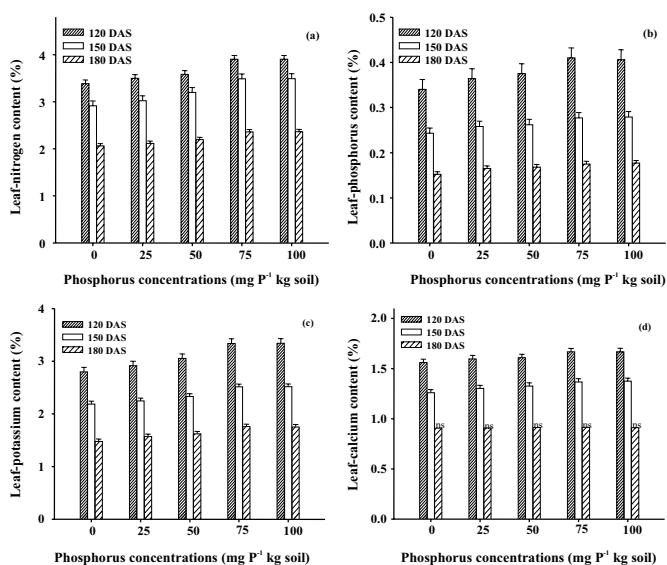 (a)
120 DAS
150 DAS
180 DAS
Leaf-nitrogen content (%)
5
4
3
2
1
0
0 25 50 75 100
Phosphorus concentrations (mg P-1 kg soil)
(b)
120 DAS
150 DAS
180 DAS
Leaf-phosphorus content (%)
0.5
0.4
0.3
0.2
0.1
0.0
0 25 50 75 100
Phosphorus concentrations (mg P-1 kg soil)
(c)
120 DAS
150 DAS
180 DAS
Leaf-potassium content (%)
4
3
2
1
0
0 25 50 75 100
Phosphorus concentrations (mg P-1 kg soil)
(d)
120 DAS
150 DAS
180 DAS
Leaf-calcium content (%)
2.0
1.5
1.0
0.5
0.0
ns ns ns ns ns
0 25 50 75 100
Phosphorus concentrations (mg P-1 kg soil)